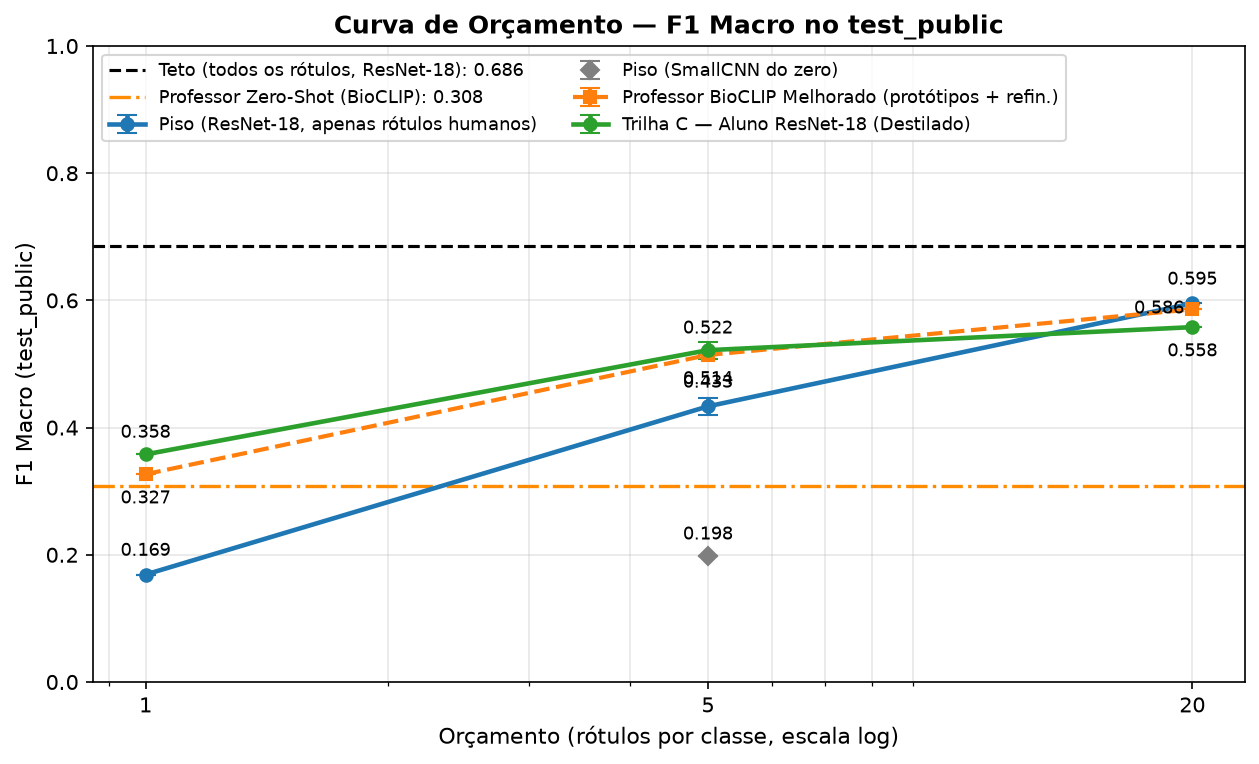 Curva de Orçamento — F1 Macro no test_public
F1 Macro (test_public)
1.0
0.8
0.6
0.4
0.2
0.0
Teto (todos os rótulos, ResNet-18): 0.686
Professor Zero-Shot (BioCLIP): 0.308
Piso (ResNet-18, apenas rótulos humanos)
Piso (SmallCNN do zero)
Professor BioCLIP Melhorado (protótipos + refin.)
Trilha C — Aluno ResNet-18 (Destilado)
0.358
0.327
0.169
0.522
0.514
0.433
0.198
0.595
0.586
0.558
1
5
20
Orçamento (rótulos por classe, escala log)